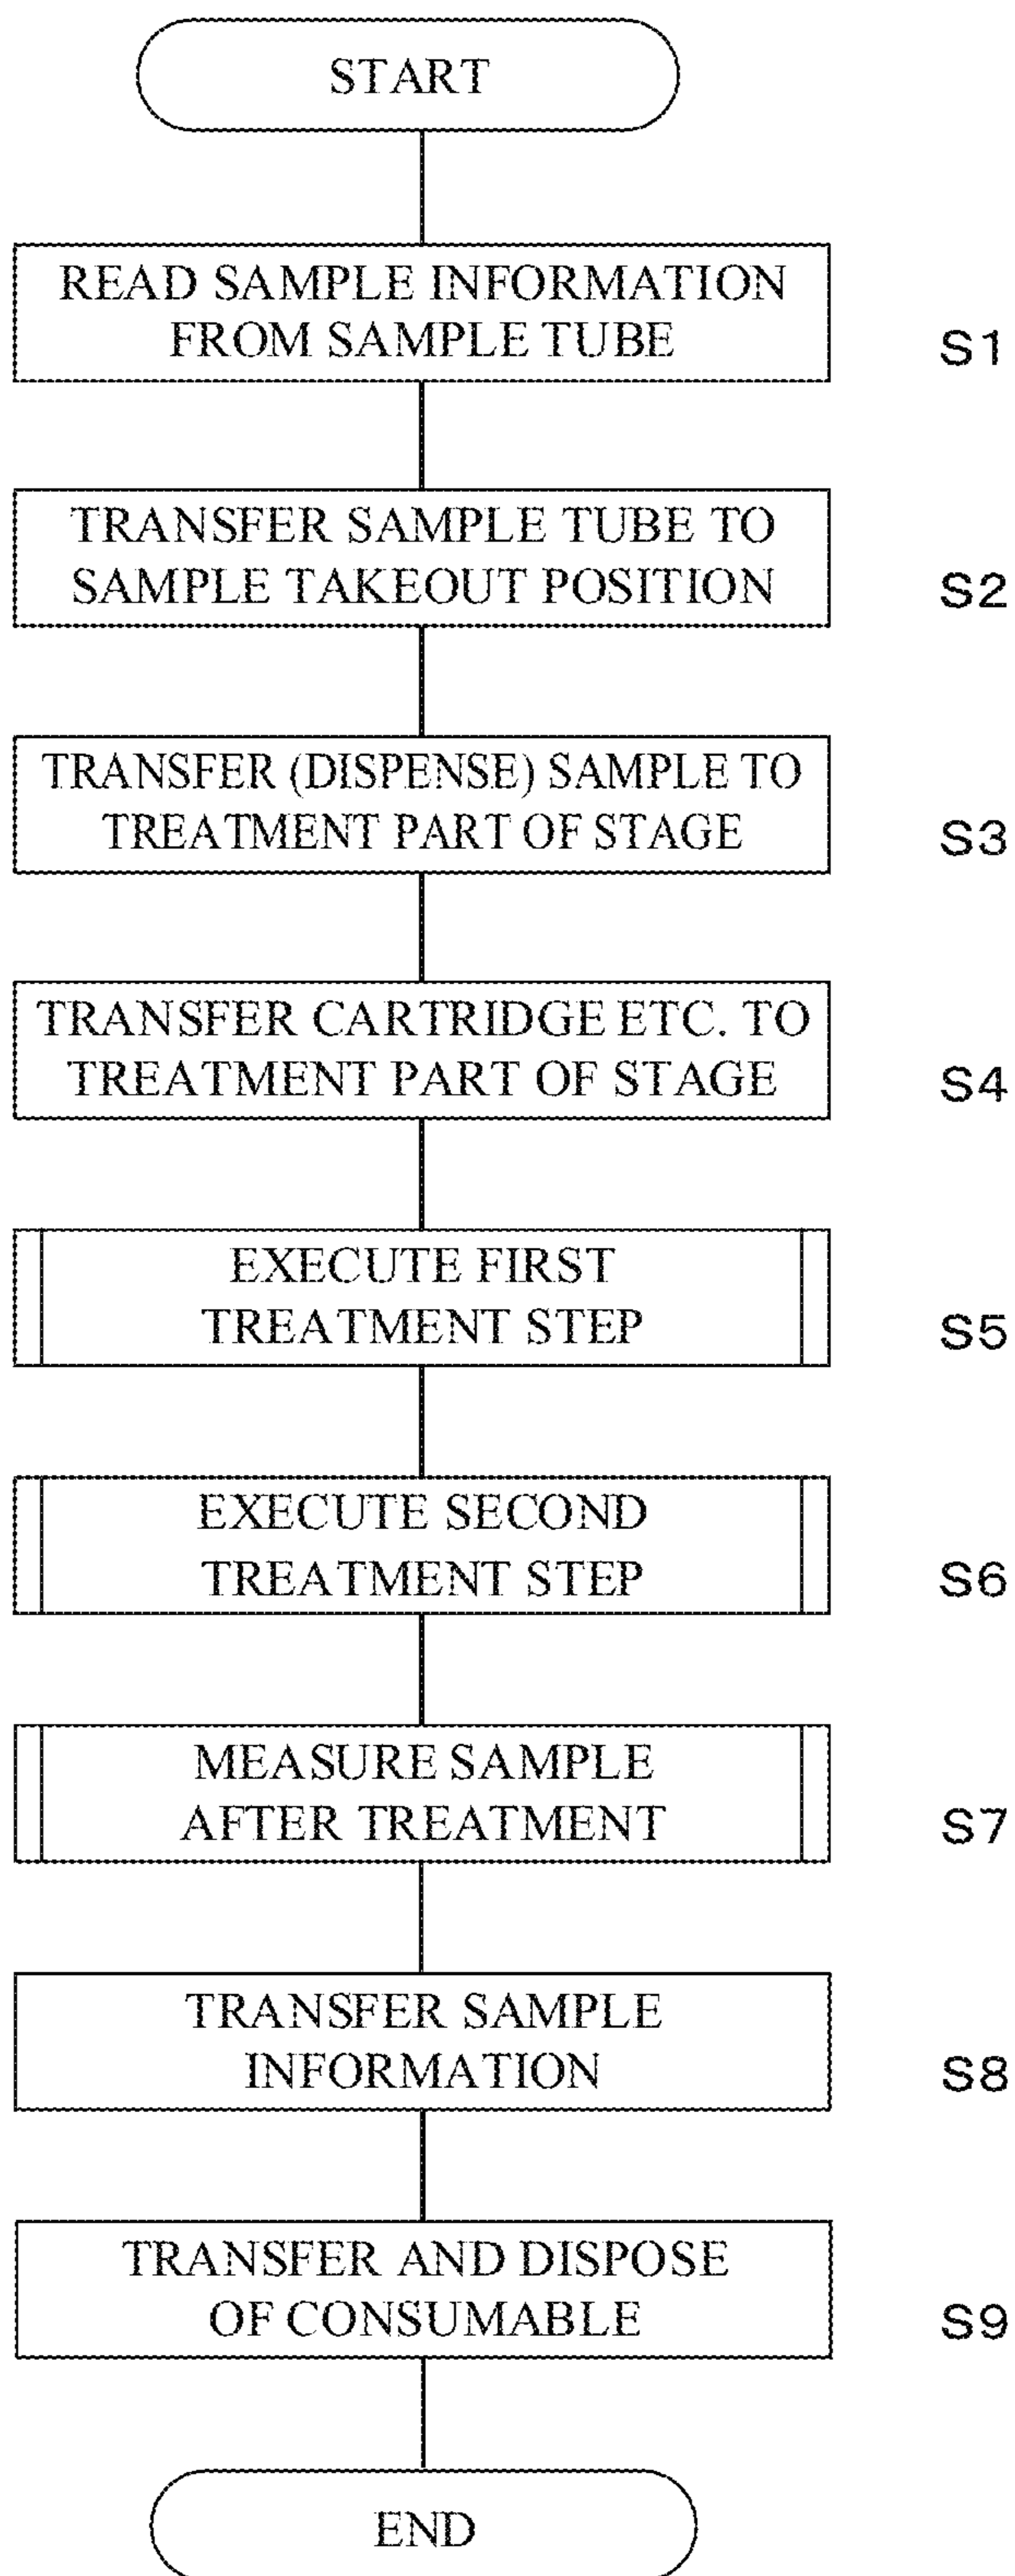 START
READ SAMPLE INFORMATION
FROM SAMPLE TUBE
S1
TRANSFER SAMPLE TUBE TO
SAMPLE TAKEOUT POSITION
S2
TRANSFER (DISPENSE) SAMPLE TO
TREATMENT PART OF STAGE
S3
TRANSFER CARTRIDGE ETC. TO
TREATMENT PART OF STAGE
S4
EXECUTE FIRST
TREATMENT STEP
S5
EXECUTE SECOND
TREATMENT STEP
S6
MEASURE SAMPLE
AFTER TREATMENT
S7
TRANSFER SAMPLE
INFORMATION
S8
TRANSFER AND DISPOSE
OF CONSUMABLE
S9
END